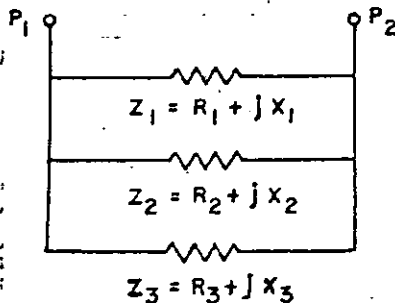 P₁ P₂
Z₁ = R₁ + j X₁
Z₂ = R₂ + j X₂
Z₃ = R₃ + j X₃